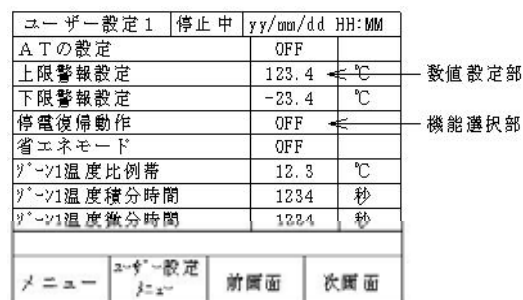 ユーザー設定1 停止中 yy/mm/dd HH:MM
ATの設定 OFF
上限警報設定 123.4 ℃ 数値設定部
下限警報設定 -23.4 ℃
停電復帰動作 OFF 機能選択部
省エネモード OFF
ゾーン1温度比例帯 12.3 ℃
ゾーン1温度積分時間 1234 秒
ゾーン1温度微分時間 1234 秒
メニュー ユーザー設定メニュー 前画面 次画面